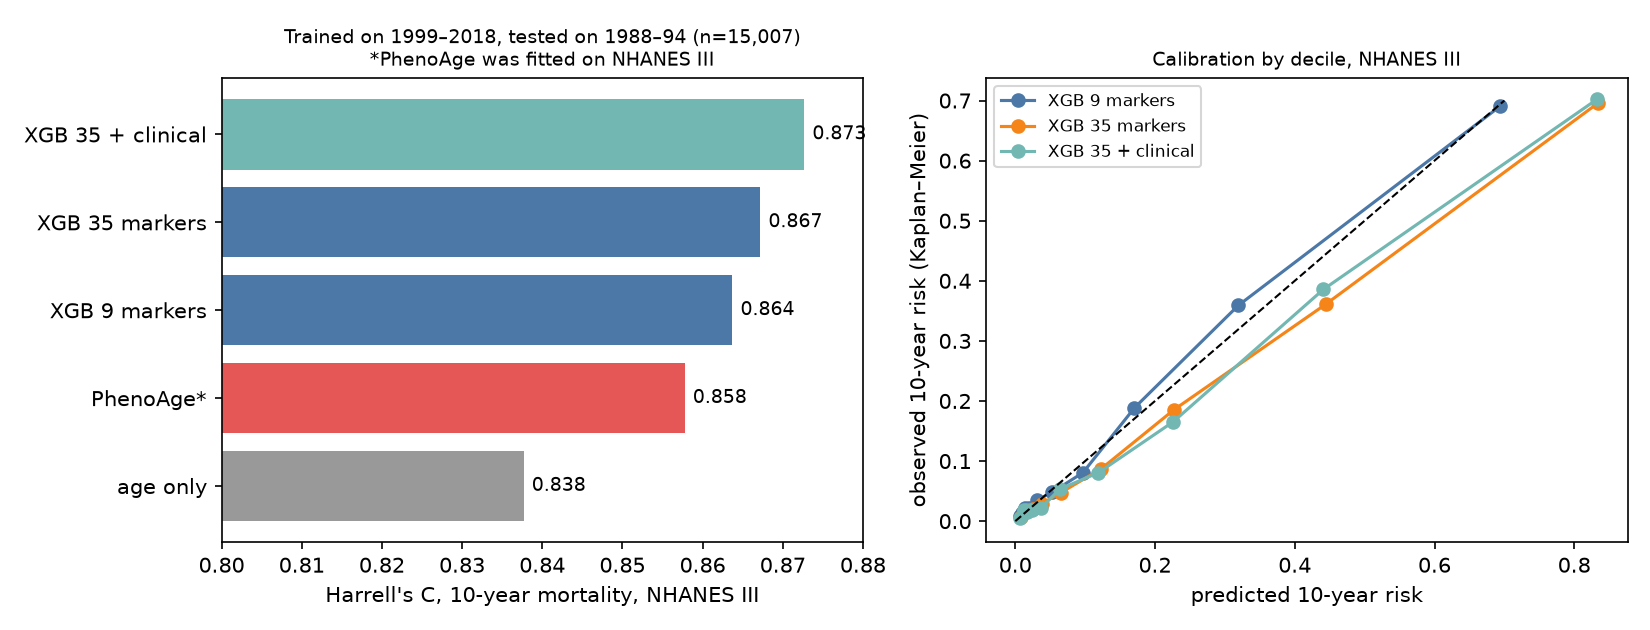 Trained on 1999–2018, tested on 1988–94 (n=15,007)
*PhenoAge was fitted on NHANES III
XGB 35 + clinical
0.873
XGB 35 markers
0.867
XGB 9 markers
0.864
PhenoAge*
0.858
age only
0.838
0.80 0.81 0.82 0.83 0.84 0.85 0.86 0.87 0.88
Harrell's C, 10-year mortality, NHANES III
Calibration by decile, NHANES III
XGB 9 markers
XGB 35 markers
XGB 35 + clinical
observed 10-year risk (Kaplan–Meier)
0.7
0.6
0.5
0.4
0.3
0.2
0.1
0.0
0.0 0.2 0.4 0.6 0.8
predicted 10-year risk